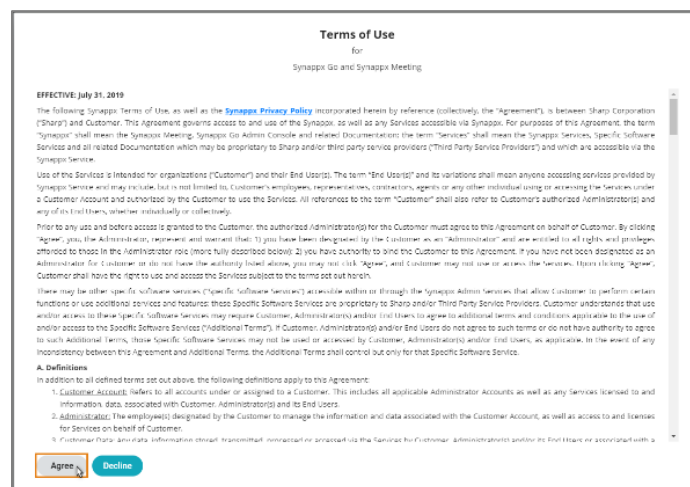 Terms of Use
for
Synappx Go and Synappx Meeting
EFFECTIVE: July 31, 2019
The following Synappx Terms of Use, as well as the Synappx Privacy Policy incorporated herein by reference (collectively, the "Agreement"), is between Sharp Corporation
("Sharp") and Customer. This Agreement governs access to and use of the Synappx, as well as any Services accessible via Synappx. For purposes of this Agreement, the term
"Synappx" shall mean the Synappx Meeting, Synappx Go Admin Console and related Documentation; the term "Services" shall mean the Synappx Services, Specific Software
Services and all related Documentation which may be proprietary to Sharp and/or third party service providers ("Third Party Service Providers") and which are accessible via the
Synappx Service.
Use of the Services is intended for organizations ("Customer") and their end users. The term "End User(s)" and its variations shall mean anyone accessing services provided by
Synappx Service and may include, but is not limited to, Customer's employees, representatives, contractors, agents or any other individual using or accessing the Services under
a Customer Account and authorized by the Customer to use the Services. All references to the term "Customer" shall also refer to Customer's authorized Administrator(s) and
any of its End Users, whether individually or collectively.
Prior to any use and before access is granted to the Customer, the authorized Administrator(s) for the Customer must agree to this Agreement on behalf of Customer. By clicking
"Agree", you, the Administrator, represent and warrant that: 1) you have been designated by the Customer as an "Administrator" and are entitled to all rights and privileges
afforded to those in the Administrator role (more fully described below); 2) you have authority to bind the Customer to this Agreement. If you have not been designated as an
Administrator for Customer or do not have the authority listed above, you may not click "Agree", and Customer may not use or access the Services. Upon clicking "Agree",
Customer shall have the right to use and access the Services subject to the terms set out herein.
There may be other specific software services ("Specific Software Services") accessible within or through the Synappx Admin Services that allow Customer to perform certain
functions or use additional services and features; these Specific Software Services are proprietary to Sharp and/or Third Party Service Providers. Customer understands that use
and/or access to these Specific Software Services may require Customer, Administrator(s) and/or End Users to agree to additional terms and conditions applicable to the use of
and/or access to the Specific Software Services ("Additional Terms"). If Customer, Administrator(s) and/or End Users do not agree to such terms or do not have authority to agree
to such Additional Terms, those Specific Software Services may not be used or accessed by Customer, Administrator(s) and/or End Users, as applicable. In the event of any
inconsistency between this Agreement and Additional Terms, the Additional Terms shall control but only for that Specific Software Service.
A. Definitions
In addition to all defined terms set out above, the following definitions apply to this Agreement:
1. Customer Account: Refers to all accounts under or assigned to a Customer. This includes all applicable Administrator Accounts as well as any Services licensed to and
information, data, associated with Customer, Administrator(s) and its End Users.
2. Administrator: The employee(s) designated by the Customer to manage the information and data associated with the Customer Account, as well as access to and licenses
for Services on behalf of Customer.
3. Customer Data: Any data, information stored, transmitted, processed or accessed via the Services by Customer, Administrator(s) and/or its End Users or associated with a
Agree
Decline